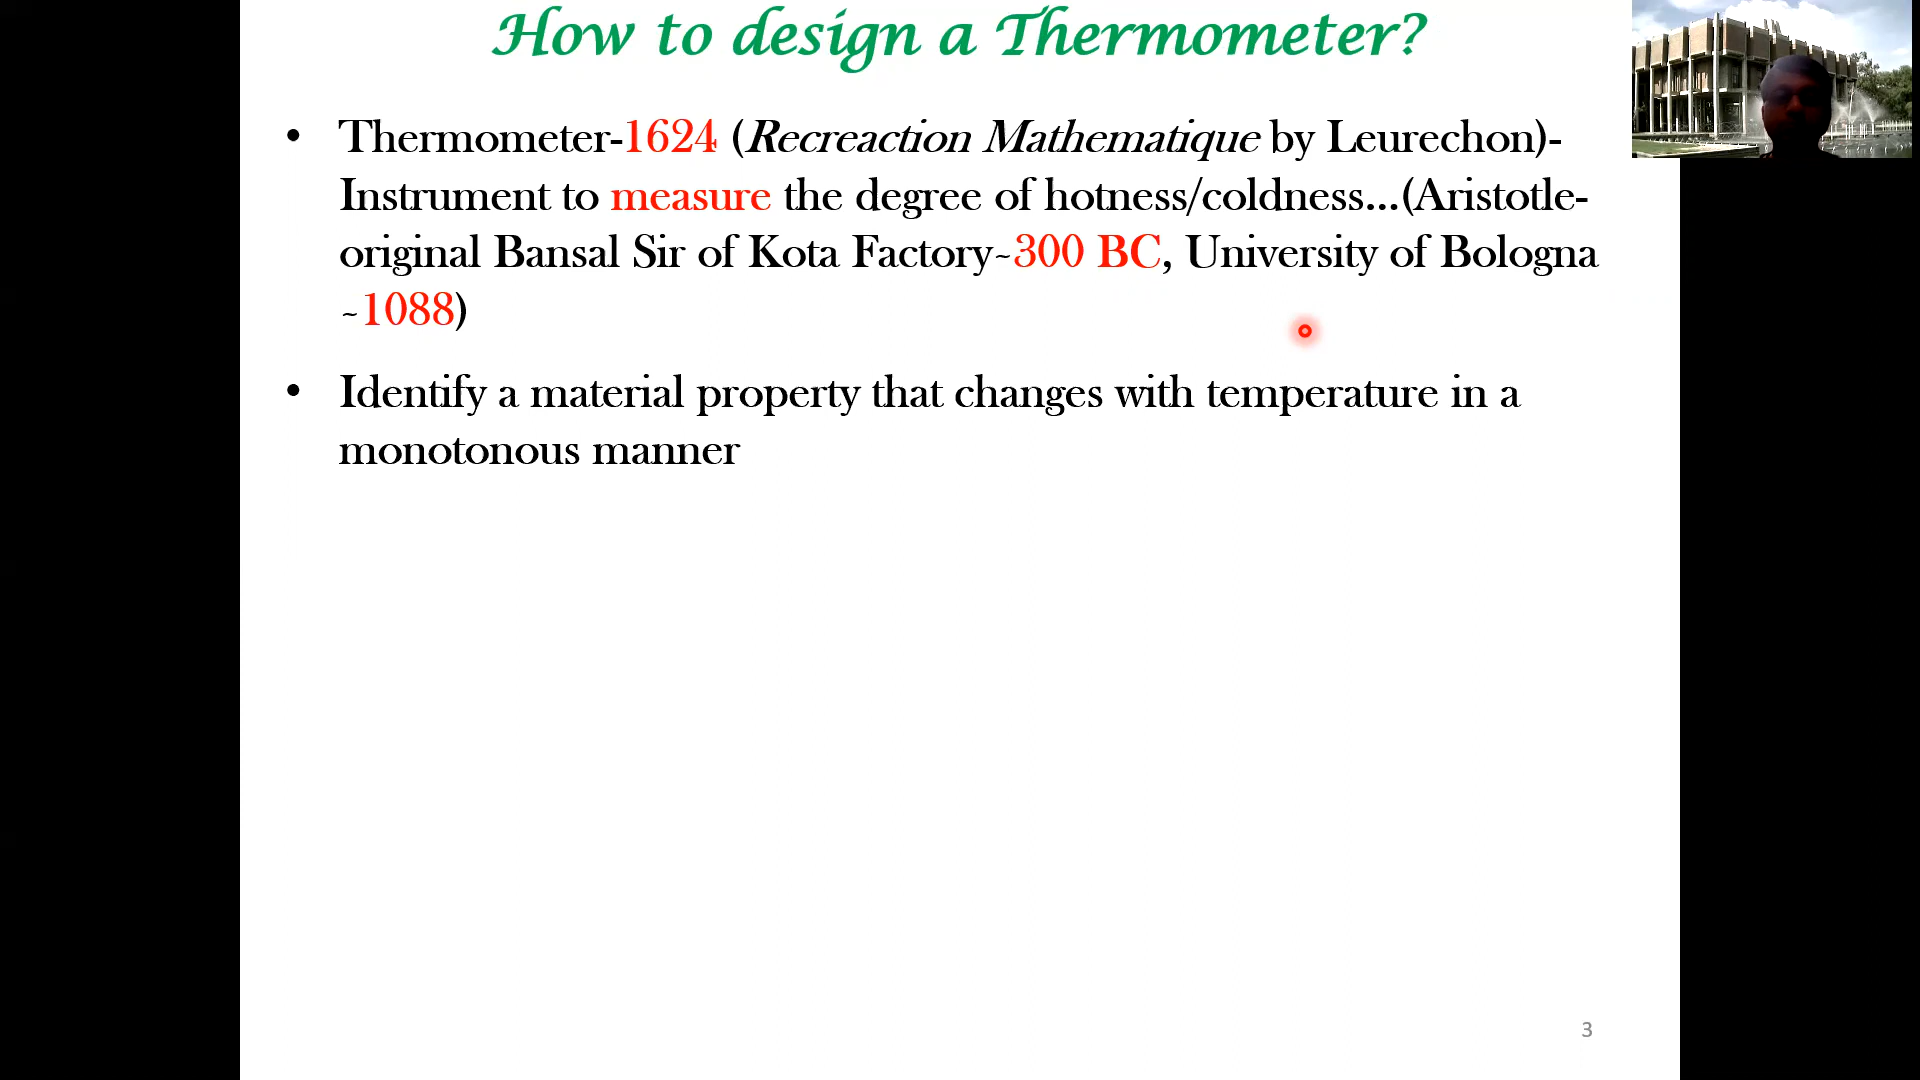 How to design a Thermometer?
• Thermometer-1624 (Recreaction Mathematique by Leurechon)-
Instrument to measure the degree of hotness/coldness...(Aristotle-
original Bansal Sir of Kota Factory~300 BC, University of Bologna
~1088)
• Identify a material property that changes with temperature in a
monotonous manner
3